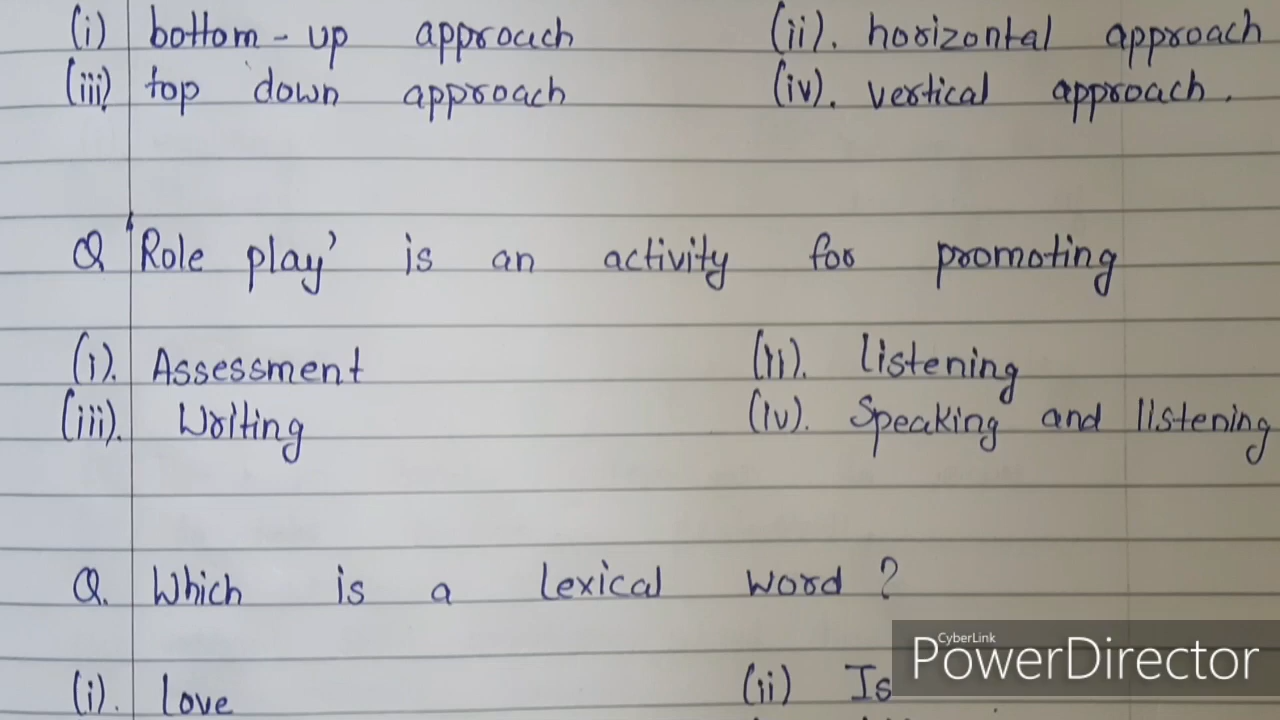 (i) bottom-up approach (ii). horizontal approach
(iii) top down approach (iv). vertical approach.
Q 'Role play' is an activity for promoting
(i). Assessment (ii). listening
(iii). Writing (iv). Speaking and listening
Q. Which is a lexical word?
CyberLink
PowerDirector
(i). Love (ii) Is